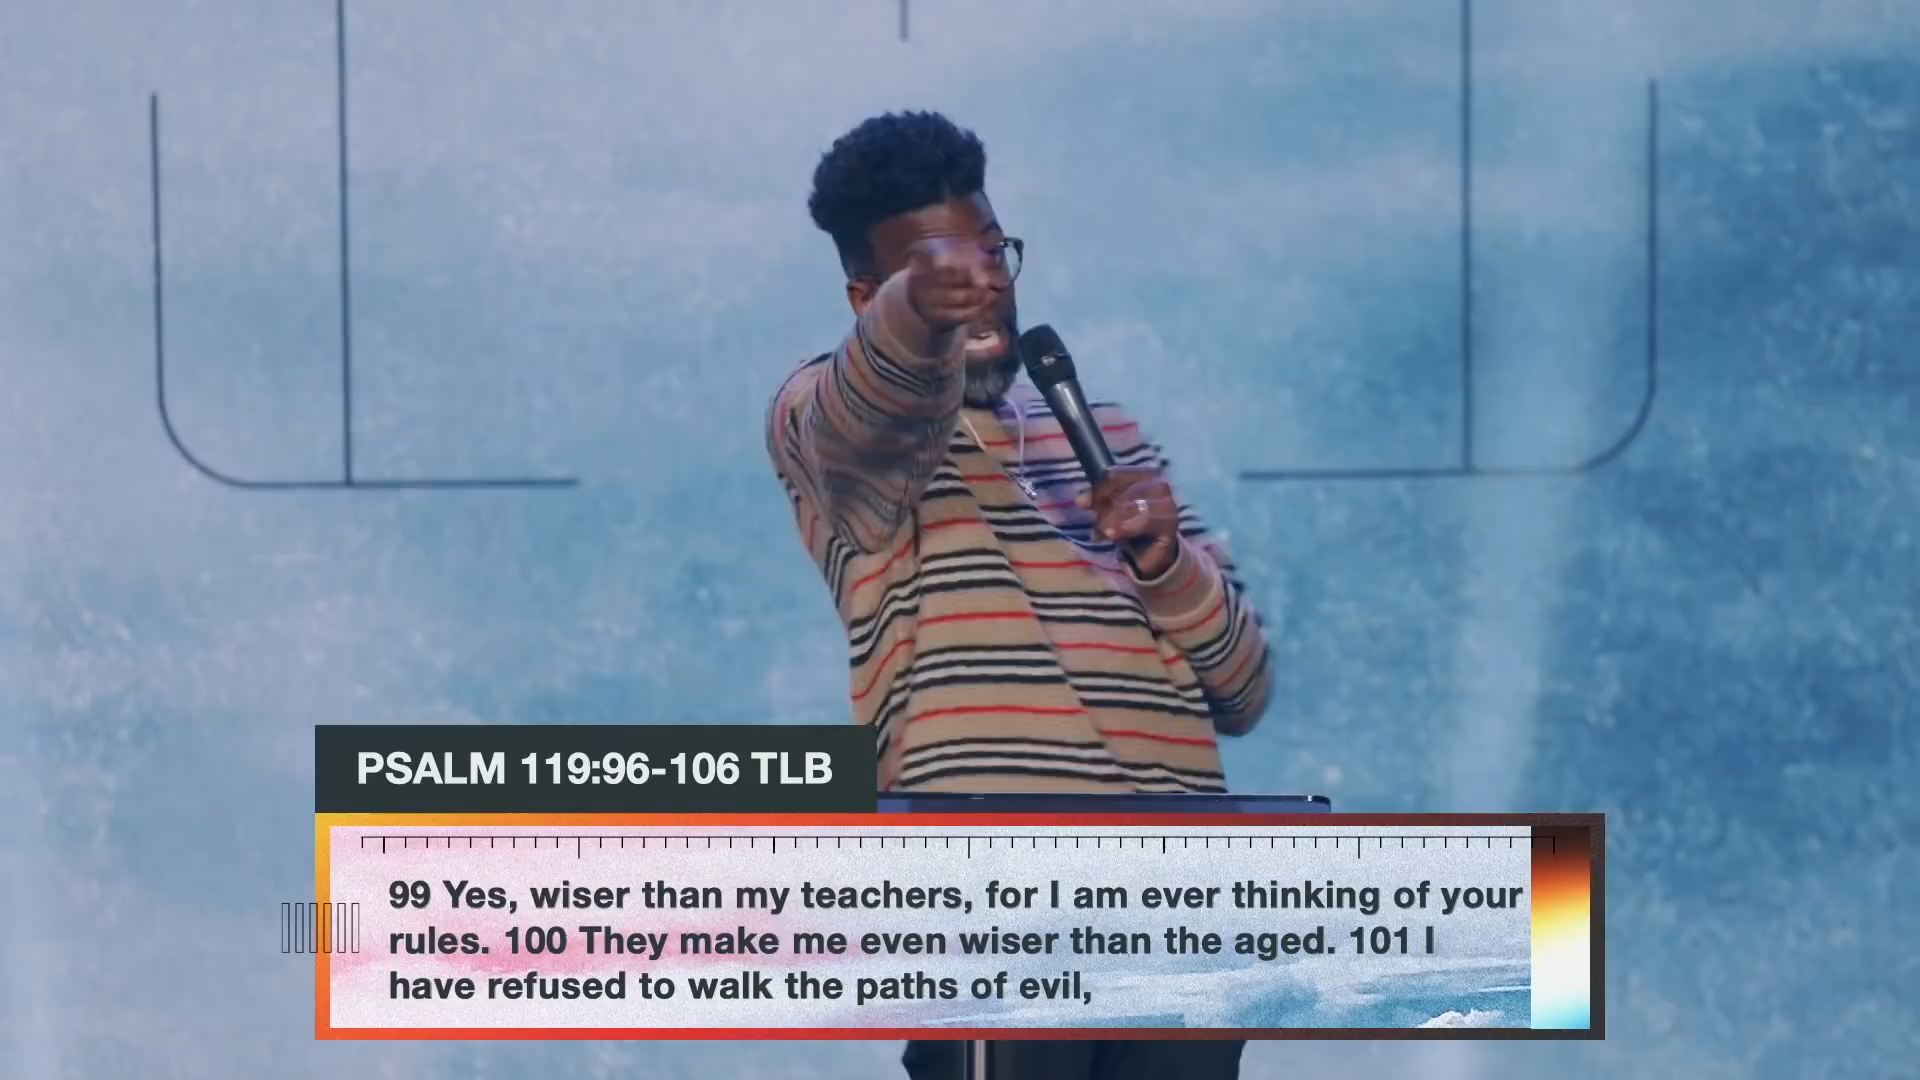 PSALM 119:96-106 TLB
99 Yes, wiser than my teachers, for I am ever thinking of your
rules. 100 They make me even wiser than the aged. 101 I
have refused to walk the paths of evil,